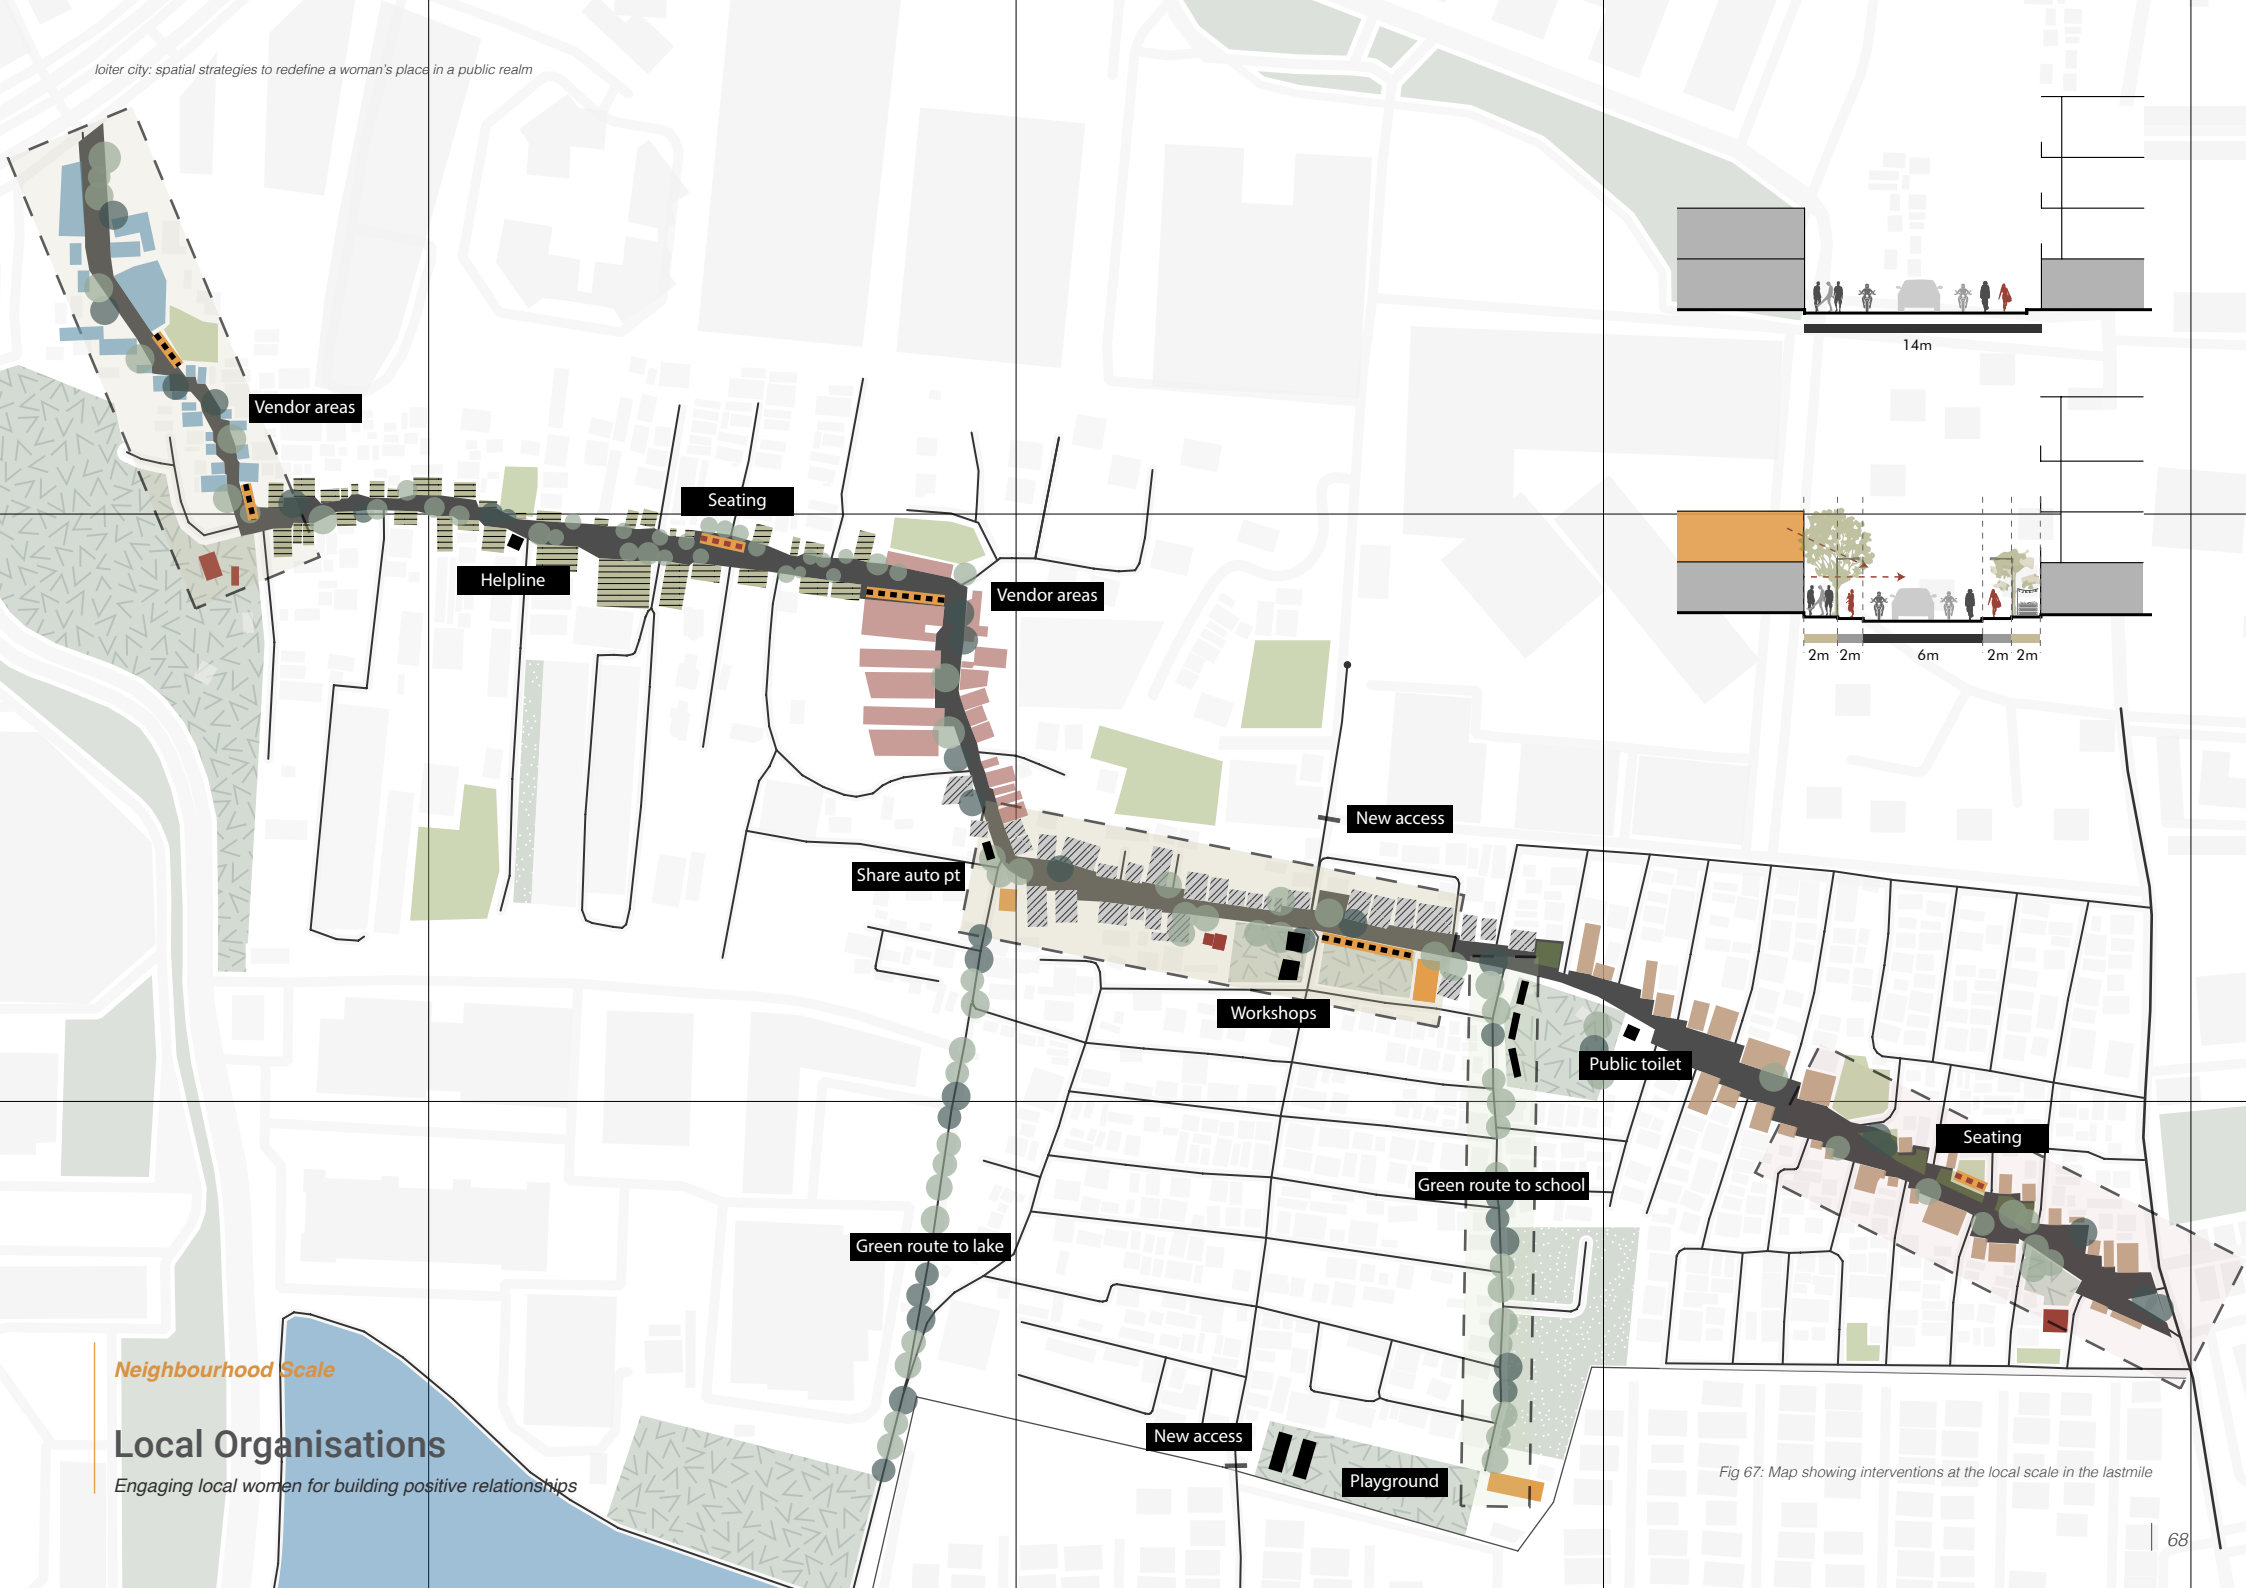 loiter city: spatial strategies to redefine a woman's place in a public realm
14m
Vendor areas
Seating
Helpline
Vendor areas
2m 2m 6m 2m 2m
New access
Share auto pt
Workshops
Public toilet
Seating
Green route to school
Green route to lake
Neighbourhood Scale
New access
Local Organisations
Playground
Engaging local women for building positive relationships
Fig 67: Map showing interventions at the local scale in the lastmile
68